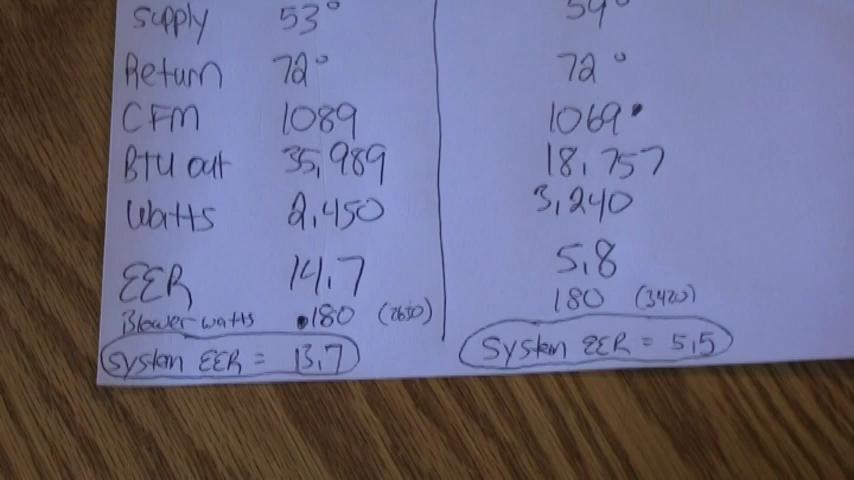 Supply 53° 59°
Return 72° 72°
CFM 1089 1069
BTU out 35,989 18,757
Watts 2,450 3,240
EER 14.7 5.8
Blower watts .180 (2630) 180 (3420)
System EER = 13.7 System EER = 5.5